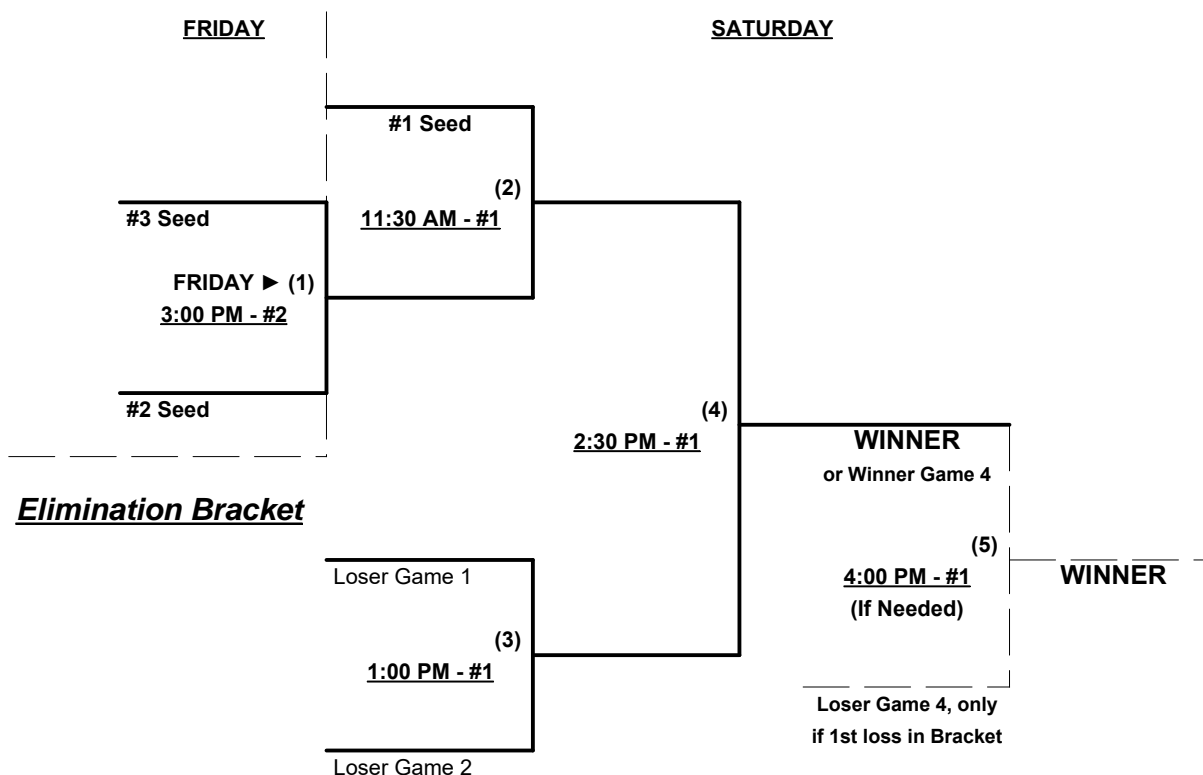 FRIDAY
SATURDAY
#1 Seed
(2)
11:30 AM - #1
#3 Seed
FRIDAY ► (1)
3:00 PM - #2
#2 Seed
(4)
2:30 PM - #1
WINNER
or Winner Game 4
Elimination Bracket
(5)
4:00 PM - #1
(If Needed)
WINNER
Loser Game 1
(3)
1:00 PM - #1
Loser Game 4, only
if 1st loss in Bracket
Loser Game 2